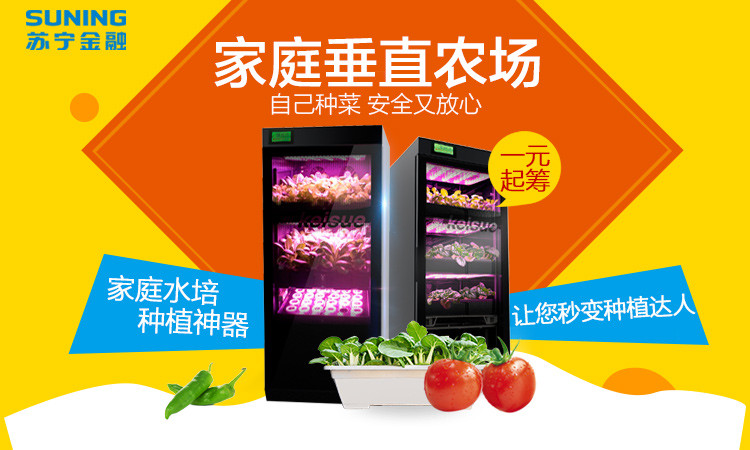 SUNING
苏宁金融
家庭垂直农场
自己种菜 安全又放心
一元
起筹
kelsue
kelsue
家庭水培
种植神器
让您秒变种植达人